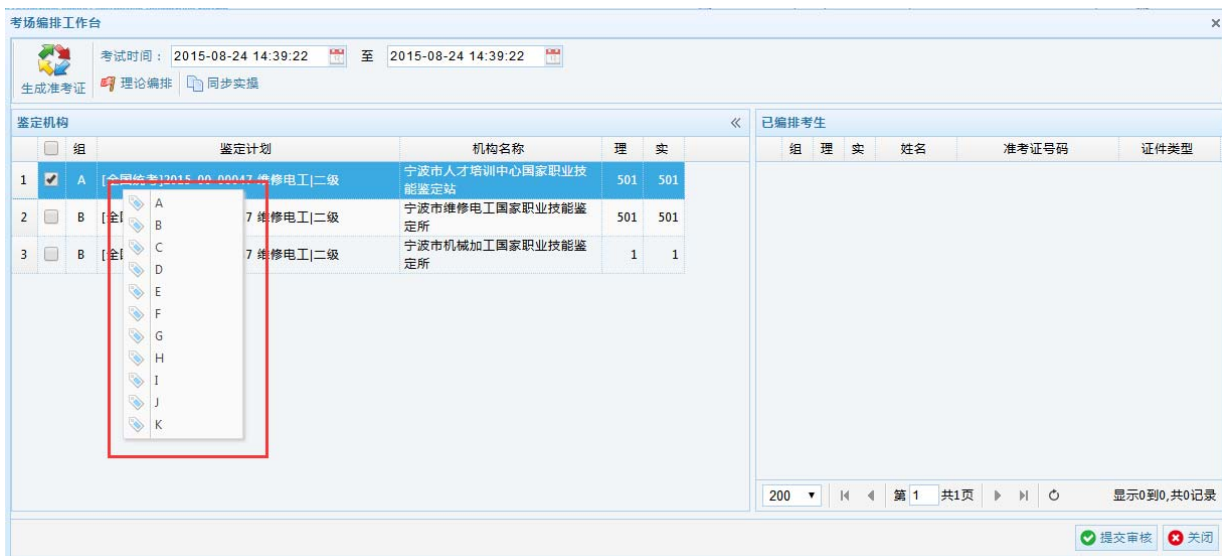 考场编排工作台
考试时间： 2015-08-24 14:39:22 至 2015-08-24 14:39:22
生成准考证 理论编排 同步实操
鉴定机构
已编排考生
组 鉴定计划 机构名称 理 实
组 理 实 姓名 准考证号码 证件类型
1 A [全国统考]2015-00-00047 维修电工|二级 宁波市人才培训中心国家职业技
能鉴定站 501 501
2 B [全 7 维修电工|二级 宁波市维修电工国家职业技能鉴
定所 501 501
3 B [全 7 维修电工|二级 宁波市机械加工国家职业技能鉴
定所 1 1
A
B
C
D
E
F
G
H
I
J
K
200 第 1 共1页 显示0到0,共0记录
提交审核 关闭